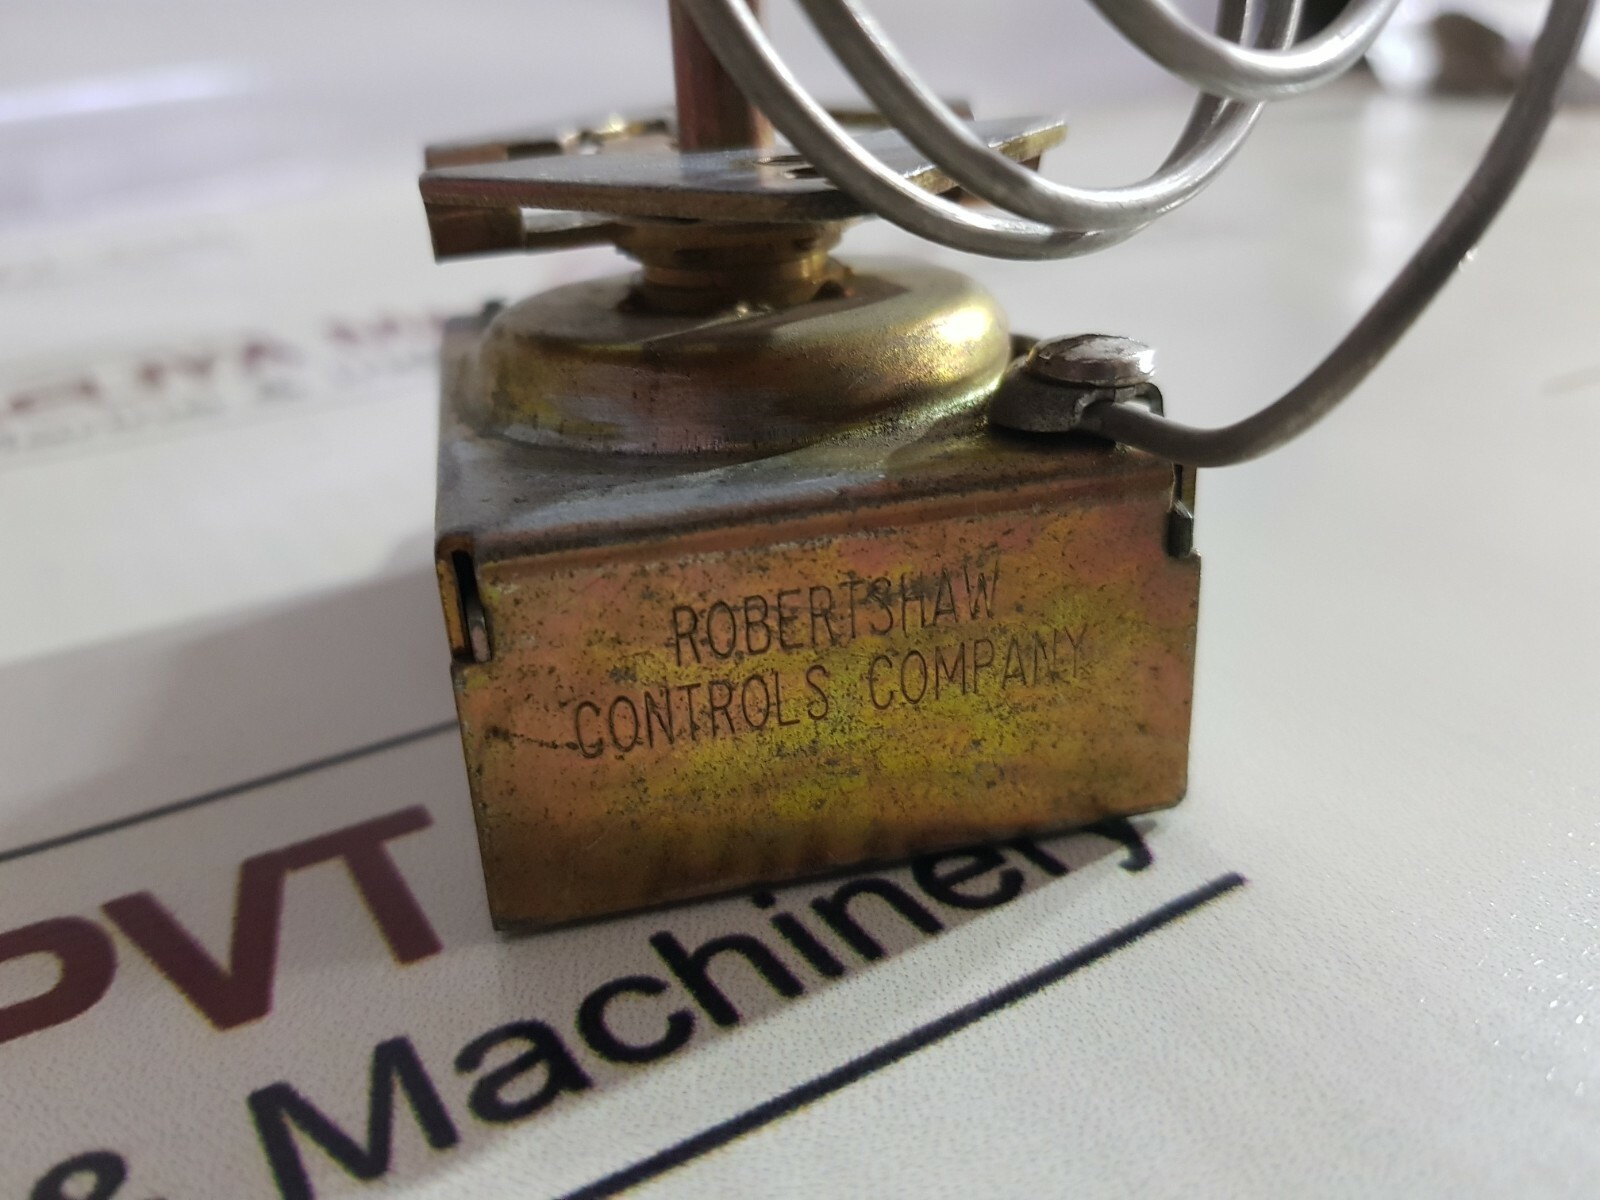 ROBERTSHAW
CONTROLS COMPANY
PVT
& Machinery